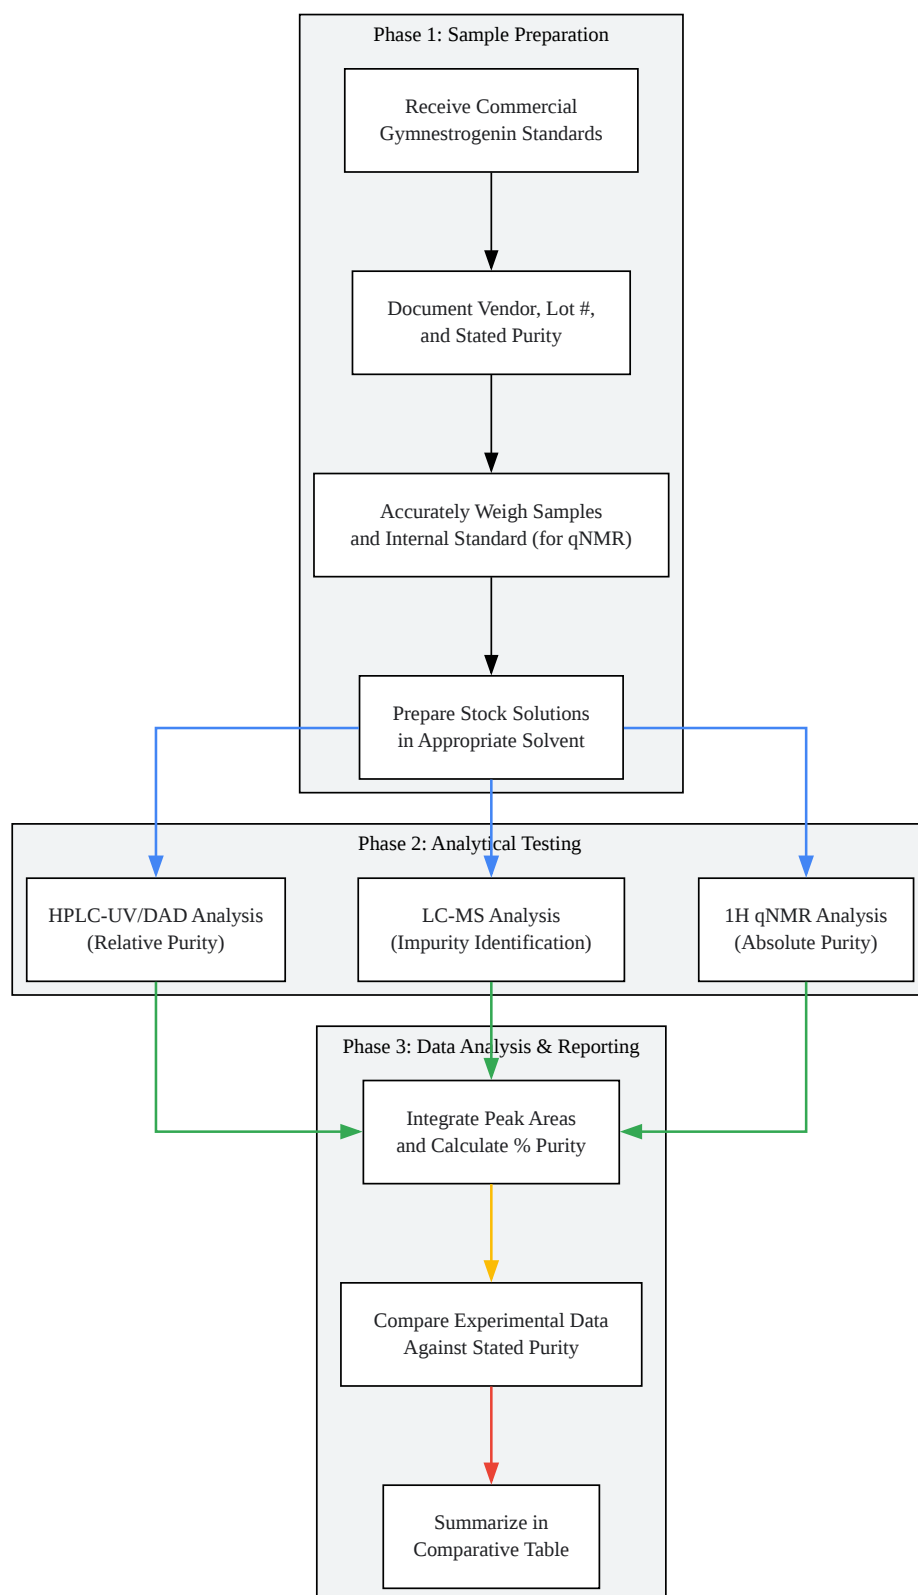 Phase 1: Sample Preparation
Receive Commercial
Gymnestrogenin Standards
Document Vendor, Lot #,
and Stated Purity
Accurately Weigh Samples
and Internal Standard (for qNMR)
Prepare Stock Solutions
in Appropriate Solvent
Phase 2: Analytical Testing
HPLC-UV/DAD Analysis
(Relative Purity)
LC-MS Analysis
(Impurity Identification)
1H qNMR Analysis
(Absolute Purity)
Phase 3: Data Analysis & Reporting
Integrate Peak Areas
and Calculate % Purity
Compare Experimental Data
Against Stated Purity
Summarize in
Comparative Table